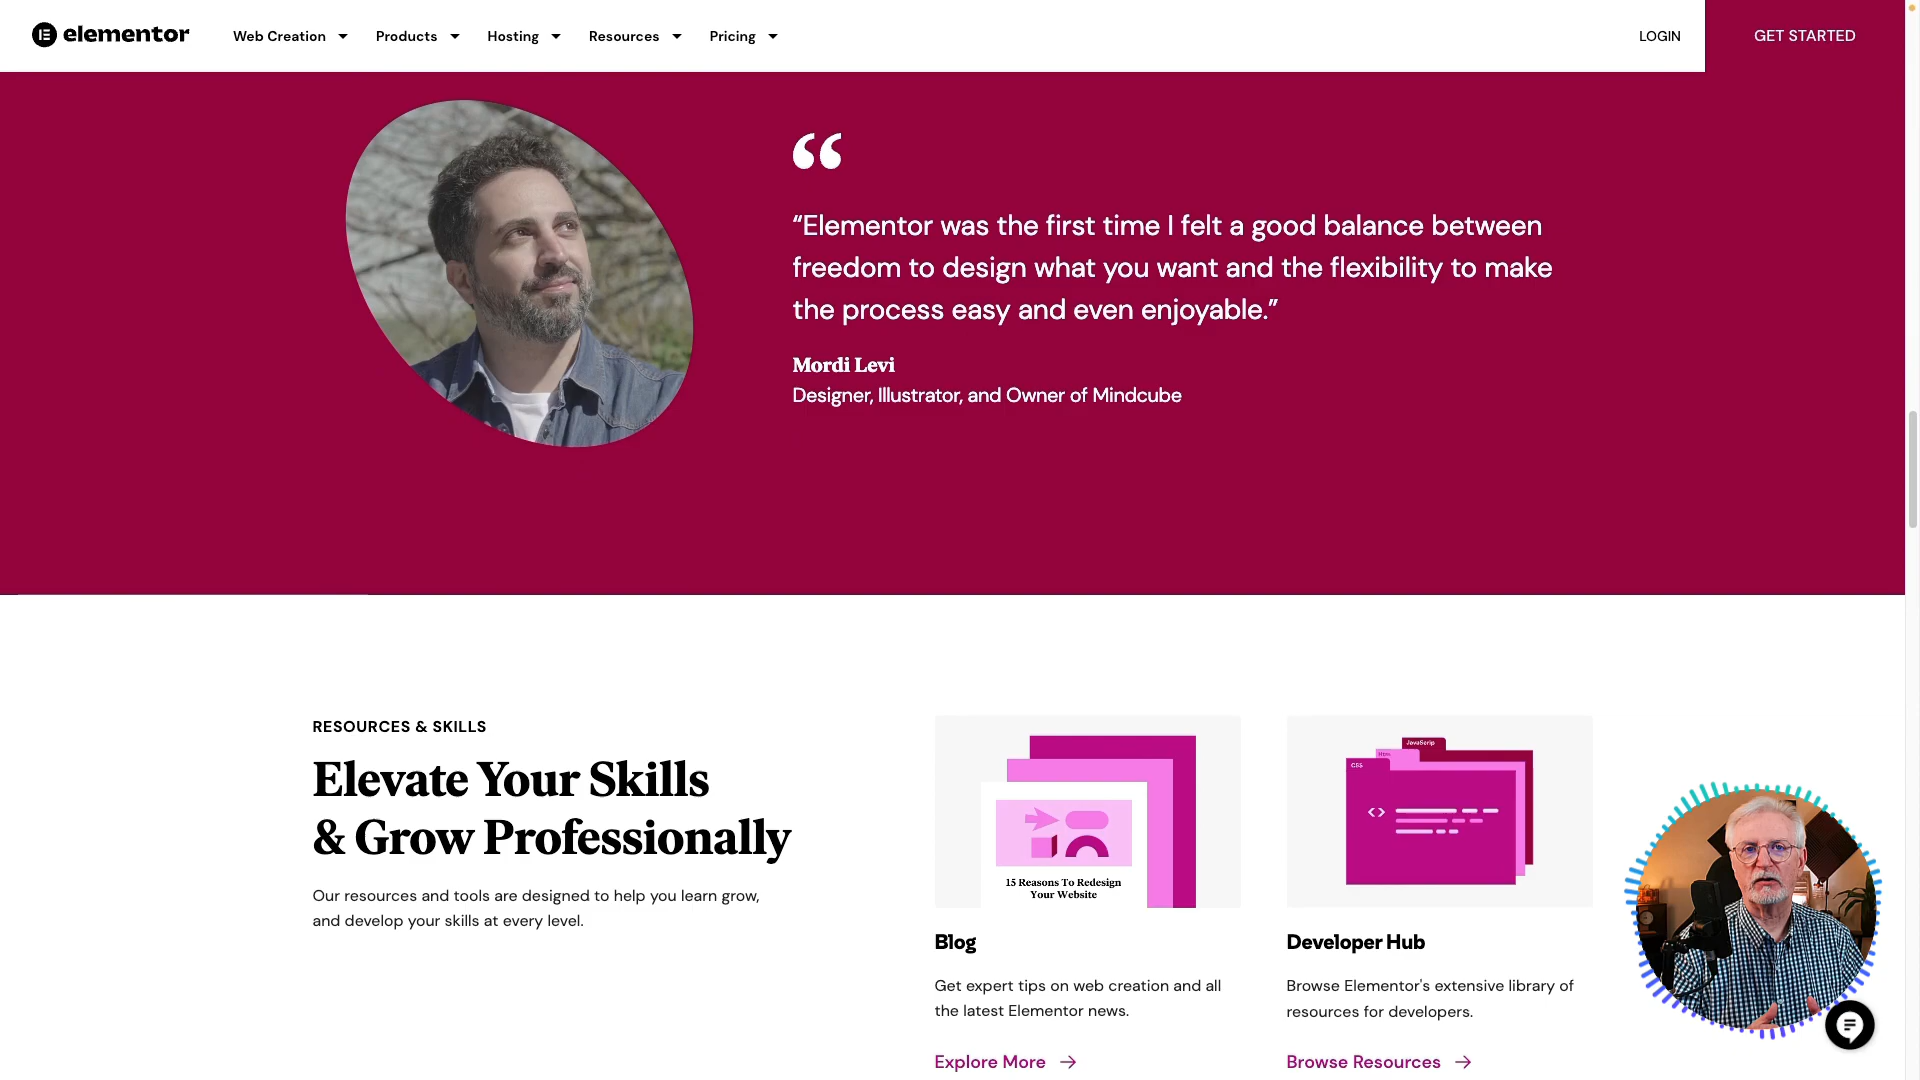 elementor
Web Creation
Products
Hosting
Resources
Pricing
LOGIN
GET STARTED
“
“Elementor was the first time I felt a good balance between
freedom to design what you want and the flexibility to make
the process easy and even enjoyable.”
Mordi Levi
Designer, Illustrator, and Owner of Mindcube
RESOURCES & SKILLS
Elevate Your Skills
& Grow Professionally
Our resources and tools are designed to help you learn grow,
and develop your skills at every level.
15 Reasons To Redesign
Your Website
Blog
Get expert tips on web creation and all
the latest Elementor news.
Explore More →
JavaScrip
CSS
<>
Developer Hub
Browse Elementor's extensive library of
resources for developers.
Browse Resources →